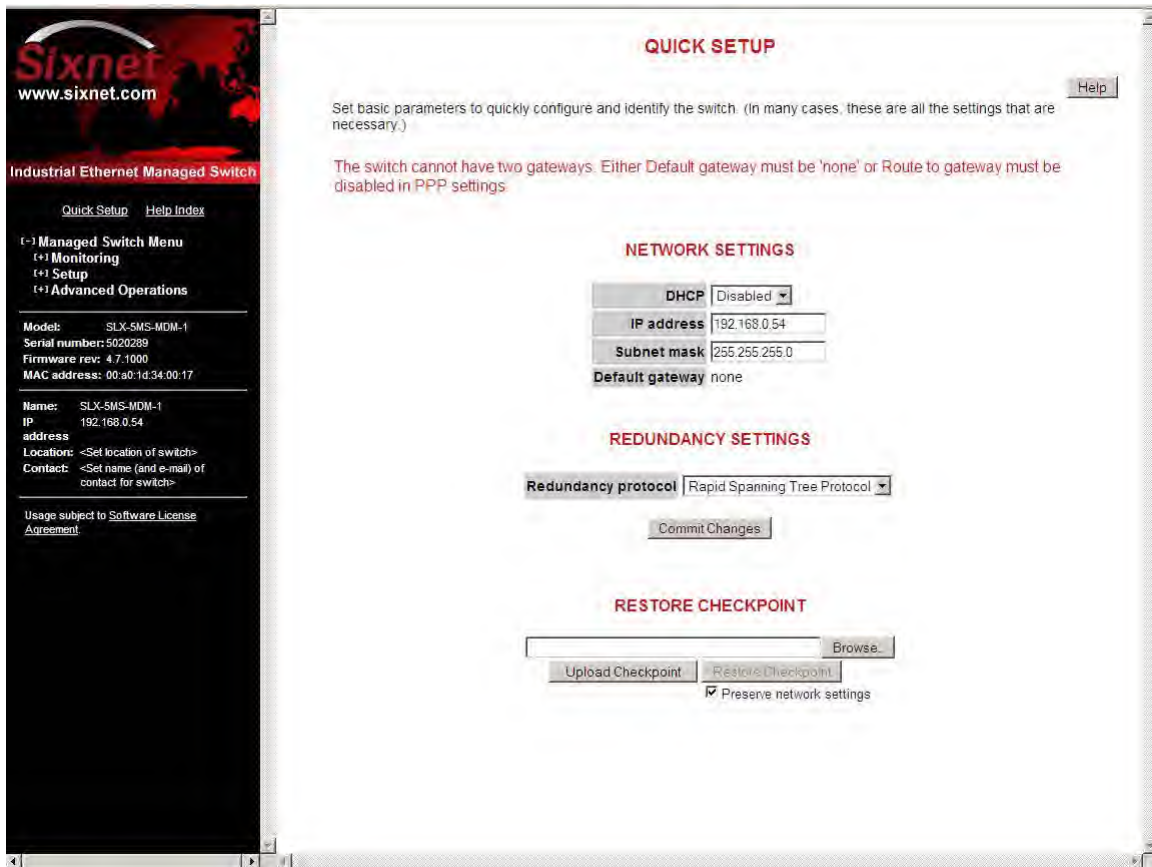 Sixnet
www.sixnet.com
Industrial Ethernet Managed Switch
Quick Setup Help Index
[-] Managed Switch Menu
[+] Monitoring
[+] Setup
[+] Advanced Operations
Model: SLX-5MS-MDM-1
Serial number: 5020289
Firmware rev: 4.7.1000
MAC address: 00:a0:1d:34:00:17
Name: SLX-5MS-MDM-1
IP address 192.168.0.54
Location: <Set location of switch>
Contact: <Set name (and e-mail) of
contact for switch>
Usage subject to Software License
Agreement.
QUICK SETUP
Help
Set basic parameters to quickly configure and identify the switch. (In many cases, these are all the settings that are
necessary.)
The switch cannot have two gateways. Either Default gateway must be 'none' or Route to gateway must be
disabled in PPP settings
NETWORK SETTINGS
DHCP Disabled
IP address 192.168.0.54
Subnet mask 255.255.255.0
Default gateway none
REDUNDANCY SETTINGS
Redundancy protocol Rapid Spanning Tree Protocol
Commit Changes
RESTORE CHECKPOINT
Browse..
Upload Checkpoint Restore Checkpoint
Preserve network settings